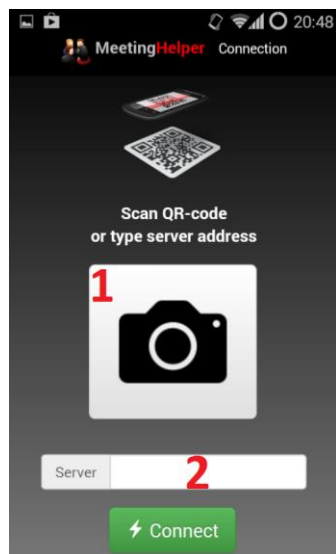 20:48
MeetingHelper Connection
Scan QR-code
or type server address
1
Server 2
Connect